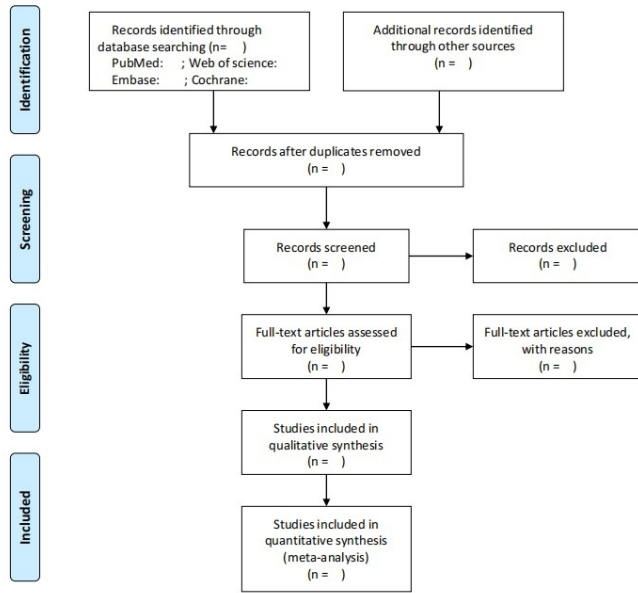 Identification
Records identified through
database searching (n=    )
PubMed:    ; Web of science:
Embase:    ; Cochrane:
Additional records identified
through other sources
(n =    )
Records after duplicates removed
(n =    )
Screening
Records screened
(n =    )
Records excluded
(n =    )
Eligibility
Full-text articles assessed
for eligibility
(n =    )
Full-text articles excluded,
with reasons
(n =    )
Studies included in
qualitative synthesis
(n =    )
Included
Studies included in
quantitative synthesis
(meta-analysis)
(n =    )